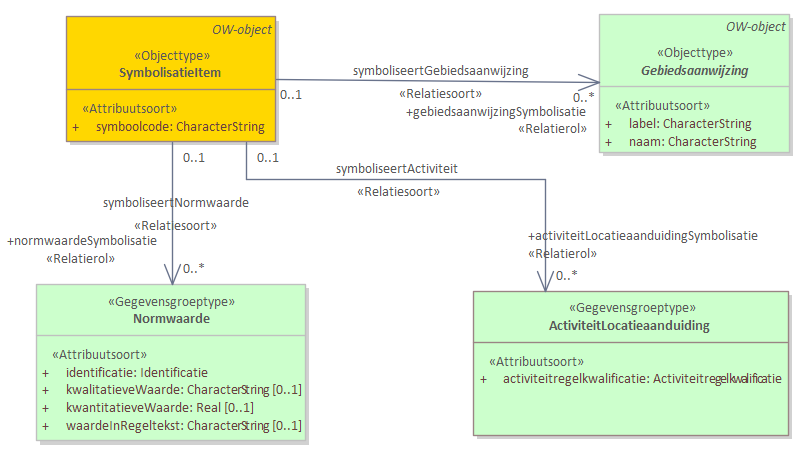 OW-object
«Objecttype»
SymbolisatieItem
«Attribuutsoort»
+ symboolcode: CharacterString
OW-object
«Objecttype»
Gebiedsaanwijzing
«Attribuutsoort»
+ label: CharacterString
+ naam: CharacterString
symboliseertGebiedsaanwijzing
0..1
«Relatiesoort»
0..*
+gebiedsaanwijzingSymbolisatie
«Relatierol»
0..1
0..1
symboliseertActiviteit
«Relatiesoort»
symboliseertNormwaarde
«Relatiesoort»
+normwaardeSymbolisatie
«Relatierol»
0..*
+activiteitLocatieaanduidingSymbolisatie
«Relatierol»
0..*
«Gegevensgroeptype»
Normwaarde
«Attribuutsoort»
+ identificatie: Identificatie
+ kwalitatieveWaarde: CharacterString [0..1]
+ kwantitatieveWaarde: Real [0..1]
+ waardeInRegeltekst: CharacterString [0..1]
«Gegevensgroeptype»
ActiviteitLocatieaanduiding
«Attribuutsoort»
+ activiteitregelkwalificatie: Activiteitregelkwalificatie